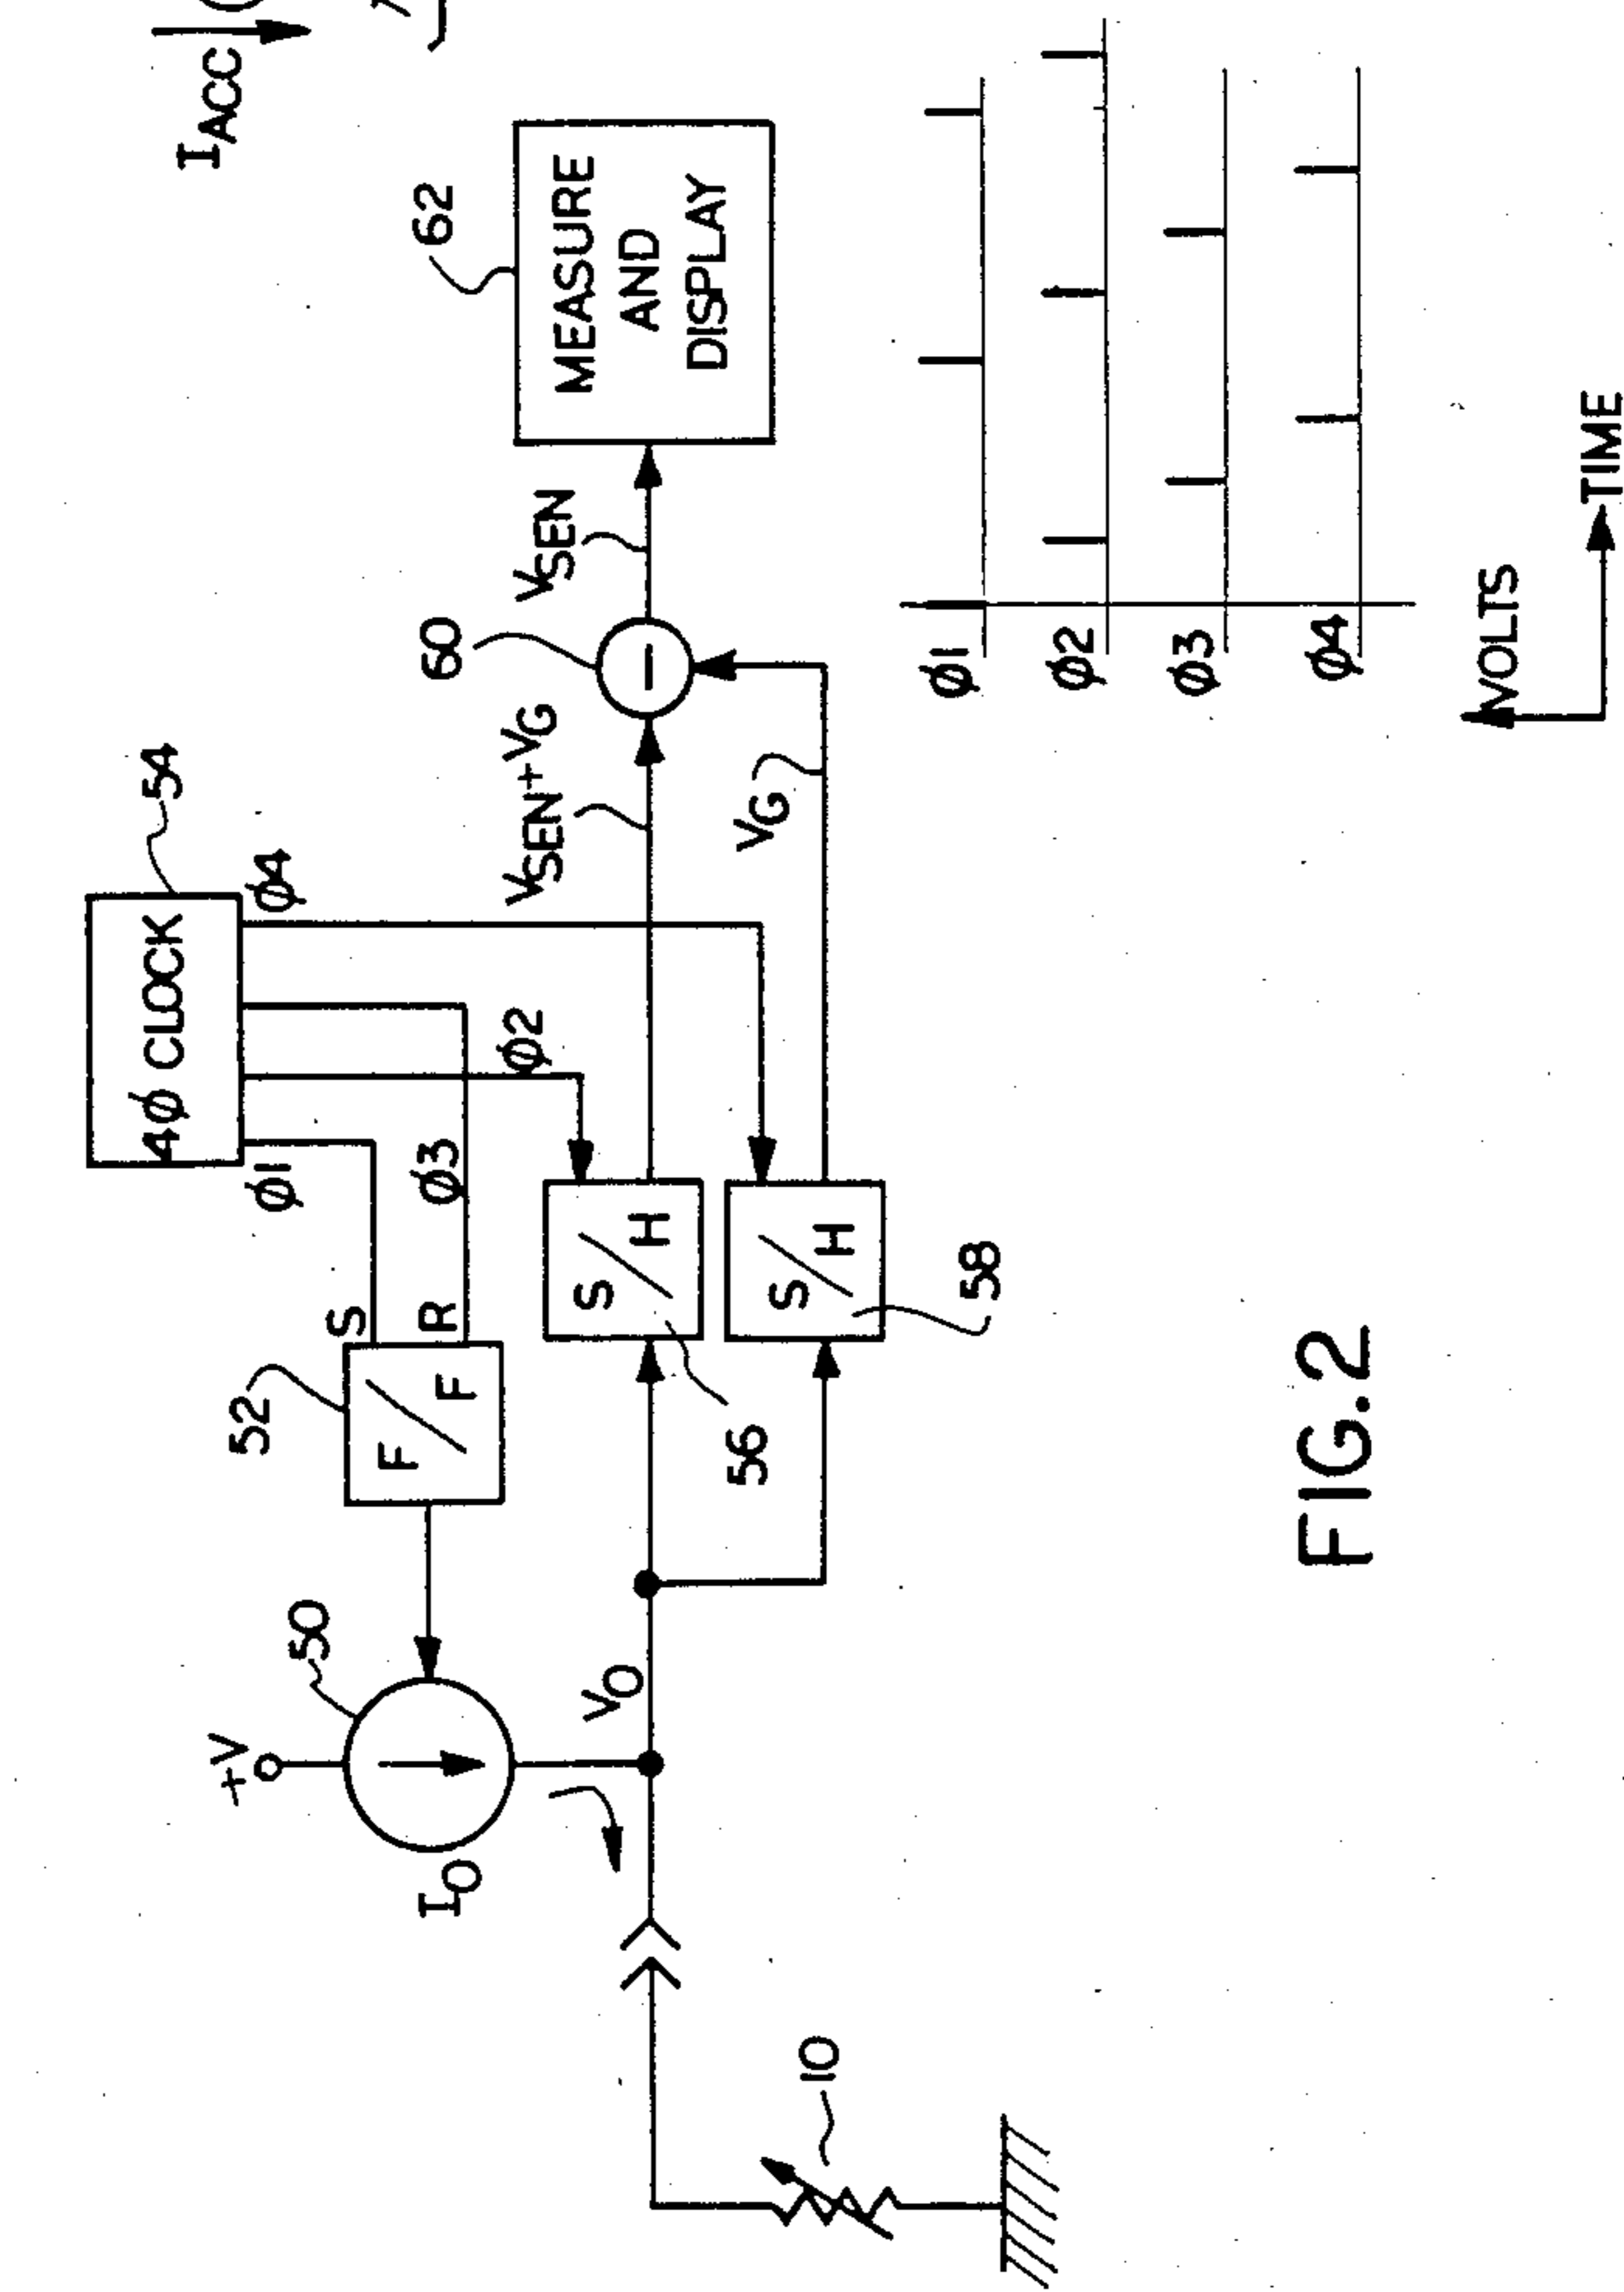 I_ACC
54
4φ CLOCK
φ1
φ4
52
S
R
φ3
φ2
F/F
50
+V
I_O
V_O
56
S/H
58
S/H
V_SEN+V_G
V_G
60
−
V_SEN
62
MEASURE
AND
DISPLAY
10
φ1
φ2
φ3
φ4
VOLTS
TIME
FIG.2